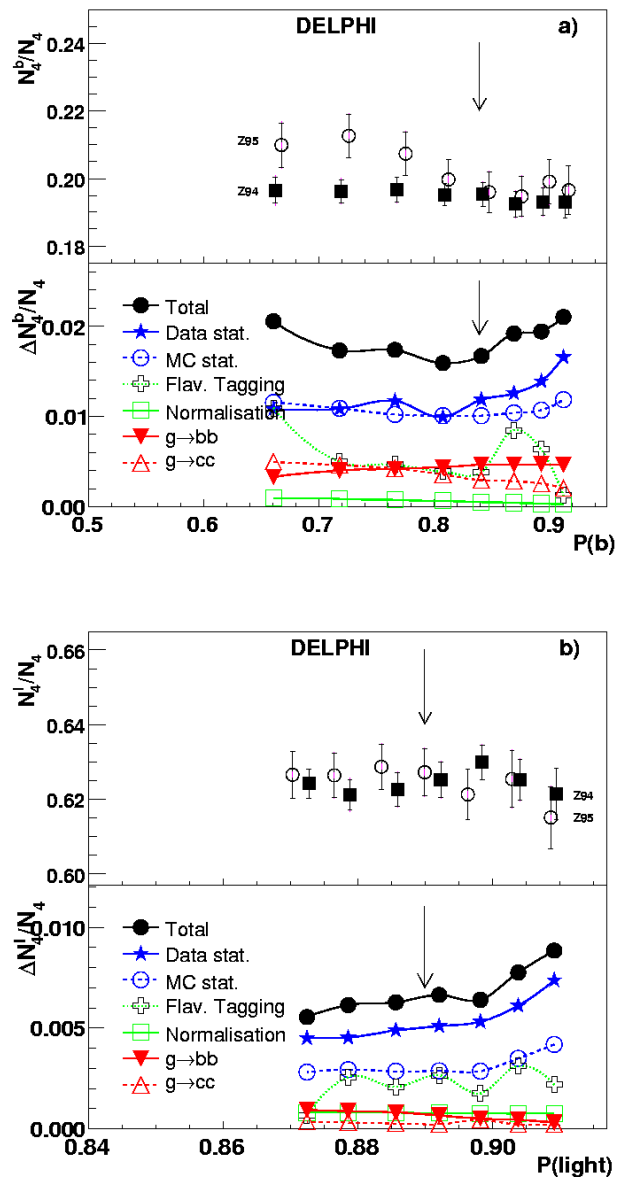 DELPHI a)
N₄ᵇ/N₄
0.24
0.22
0.20
0.18
Z95
Z94
ΔN₄ᵇ/N₄
0.02
0.01
0.00
Total
Data stat.
MC stat.
Flav. Tagging
Normalisation
g→bb
g→cc
0.5 0.6 0.7 0.8 0.9
P(b)
DELPHI b)
N₄ˡ/N₄
0.66
0.64
0.62
0.60
Z94
Z95
ΔN₄ˡ/N₄
0.010
0.005
0.000
Total
Data stat.
MC stat.
Flav. Tagging
Normalisation
g→bb
g→cc
0.84 0.86 0.88 0.90
P(light)